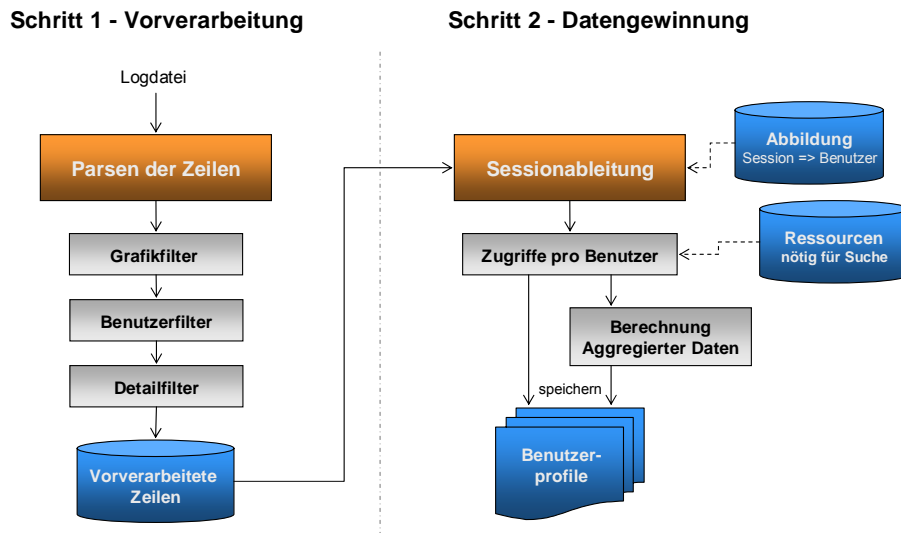 Schritt 1 - Vorverarbeitung
Logdatei
Parsen der Zeilen
Grafikfilter
Benutzerfilter
Detailfilter
Vorverarbeitete
Zeilen
Schritt 2 - Datengewinnung
Sessionableitung
Abbildung
Session => Benutzer
Zugriffe pro Benutzer
Ressourcen
nötig für Suche
Berechnung
Aggregierter Daten
speichern
Benutzer-
profile